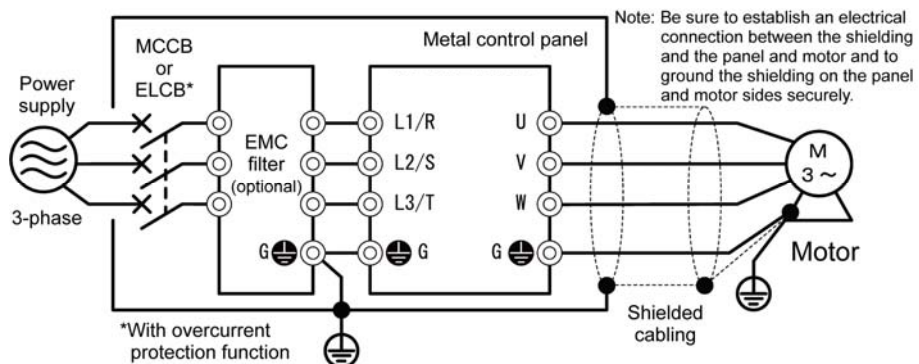 Note: Be sure to establish an electrical
connection between the shielding
and the panel and motor and to
ground the shielding on the panel
and motor sides securely.
Metal control panel
MCCB
or
ELCB*
Power
supply
3-phase
EMC
filter
(optional)
L1/R
L2/S
L3/T
G
G
U
V
W
G
M
3 ~
Motor
Shielded
cabling
*With overcurrent
protection function